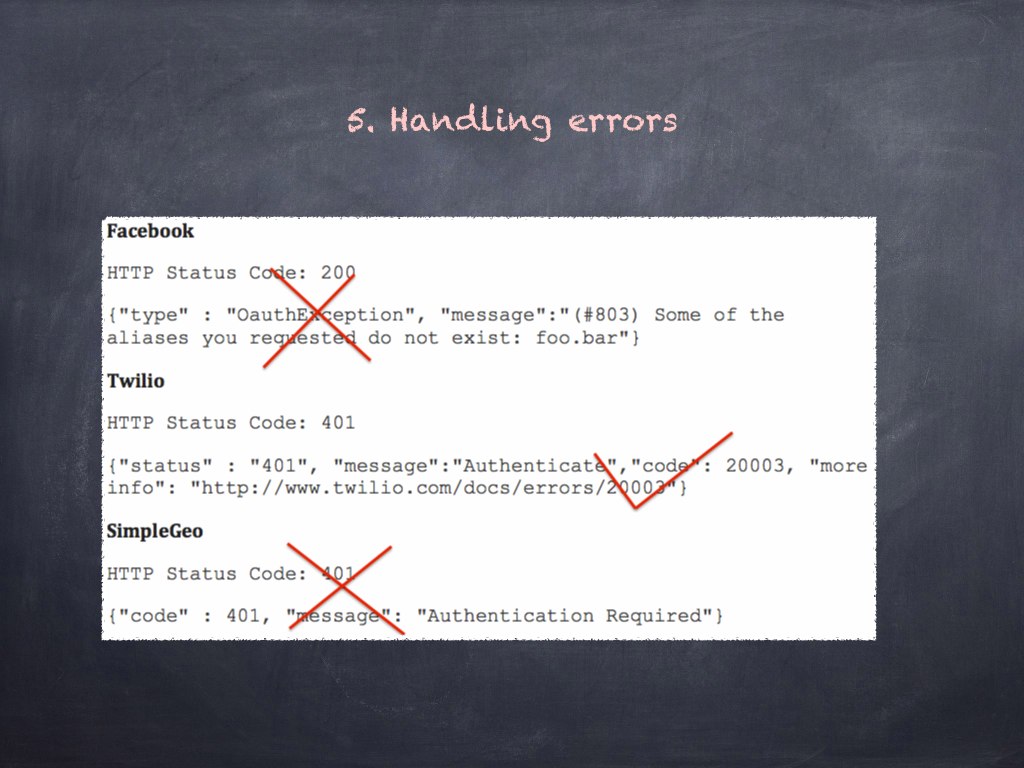 5. Handling errors
Facebook
HTTP Status Code: 200
{"type" : "OauthException", "message":"(#803) Some of the
aliases you requested do not exist: foo.bar"}
Twilio
HTTP Status Code: 401
{"status" : "401", "message":"Authenticate","code": 20003, "more
info": "http://www.twilio.com/docs/errors/20003"}
SimpleGeo
HTTP Status Code: 401
{"code" : 401, "message": "Authentication Required"}